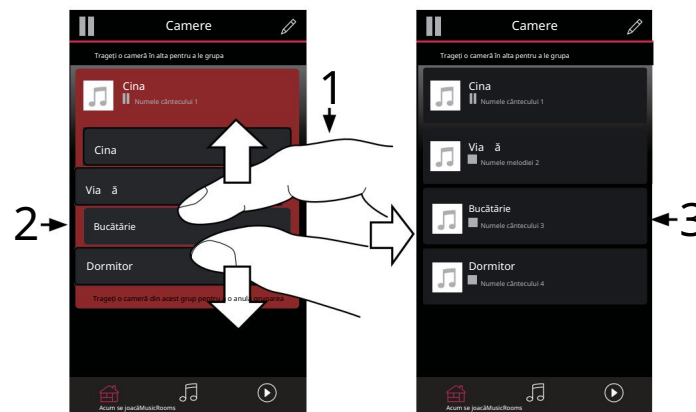 Camere
Trageți o cameră în alta pentru a le grupa
Cina
Numele cântecului 1
Cina
Via ă
Bucătărie
Dormitor
Trageți o cameră din acest grup pentru a o anula gruparea
Acum se joacăMusicRooms
1
2
Camere
Trageți o cameră în alta pentru a le grupa
Cina
Numele cântecului 1
Via ă
Numele melodiei 2
Bucătărie
Numele cântecului 3
Dormitor
Numele cântecului 4
Acum se joacăMusicRooms
3